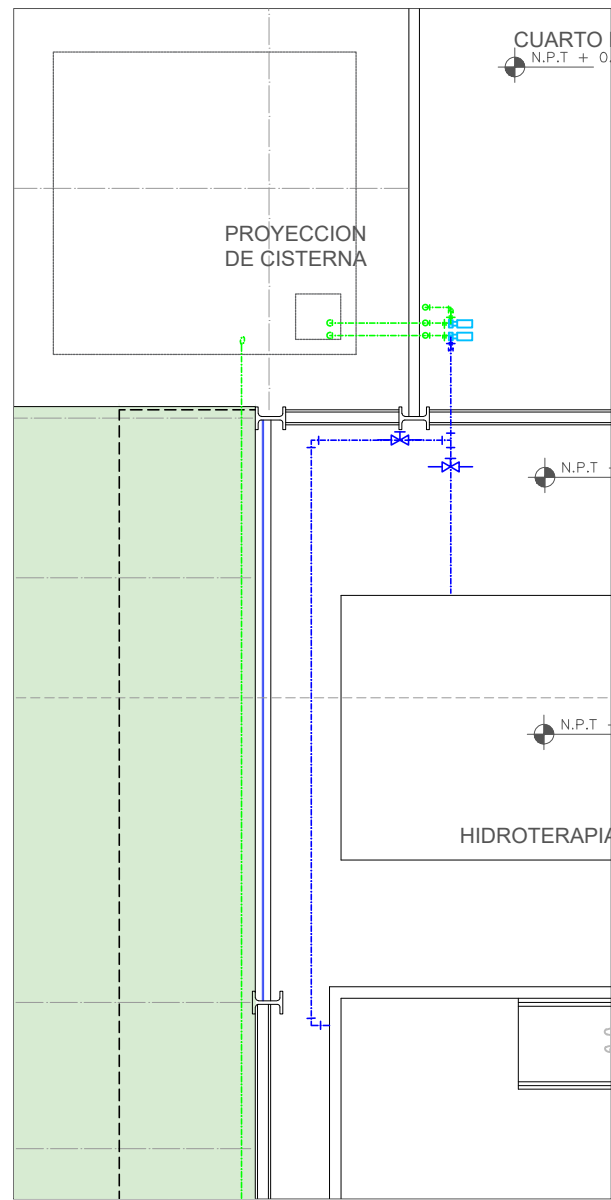 CUARTO
N.P.T + 0.
PROYECCION
DE CISTERNA
N.P.T
N.P.T
HIDROTERAPIA